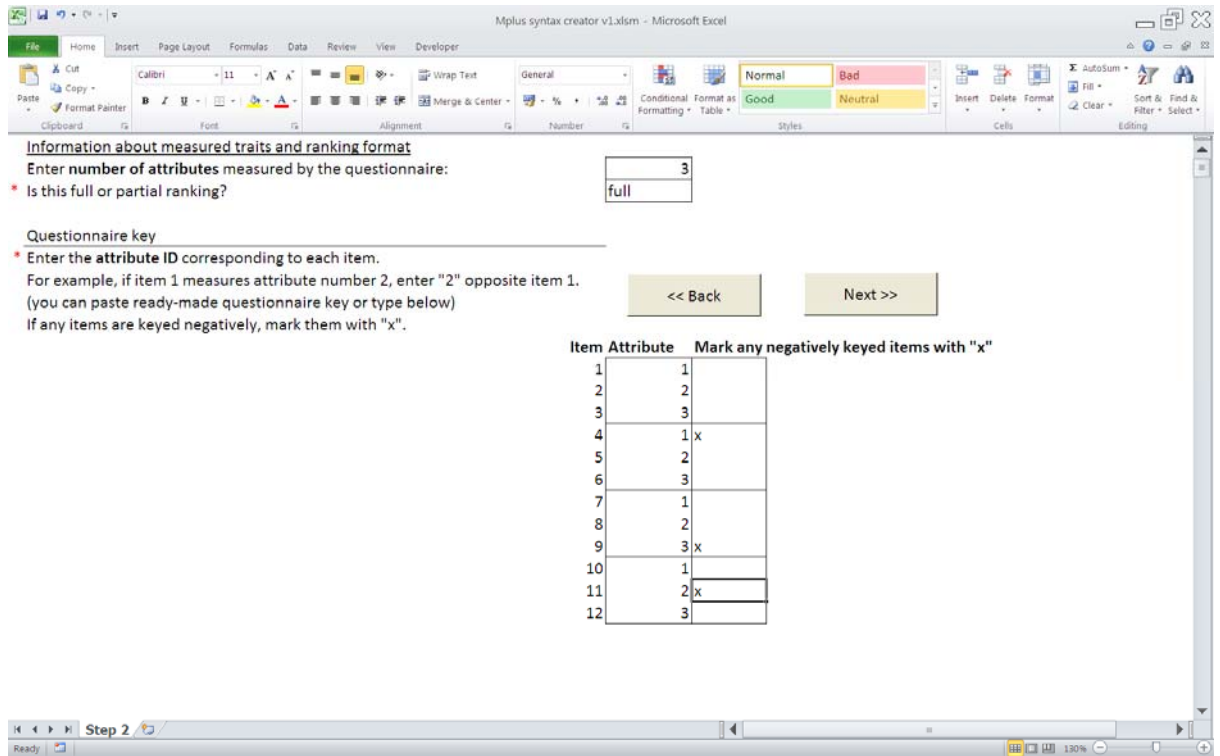 Mplus syntax creator v1.xlsm - Microsoft Excel
File Home Insert Page Layout Formulas Data Review View Developer
Cut
Copy
Format Painter
Paste
Clipboard
Calibri 11
B I U
Font
Wrap Text
Merge & Center
Alignment
General
Number
Conditional Formatting
Format as Table
Normal Bad
Good Neutral
Styles
Insert Delete Format
Cells
AutoSum
Fill
Clear
Sort & Filter
Find & Select
Editing
Information about measured traits and ranking format
Enter number of attributes measured by the questionnaire: 3
* Is this full or partial ranking? full
Questionnaire key
* Enter the attribute ID corresponding to each item.
For example, if item 1 measures attribute number 2, enter "2" opposite item 1.
(you can paste ready-made questionnaire key or type below)
If any items are keyed negatively, mark them with "x".
<< Back Next >>
Item Attribute Mark any negatively keyed items with "x"
1 1
2 2
3 3
4 1 x
5 2
6 3
7 1
8 2
9 3 x
10 1
11 2 x
12 3
Step 2
Ready 130%